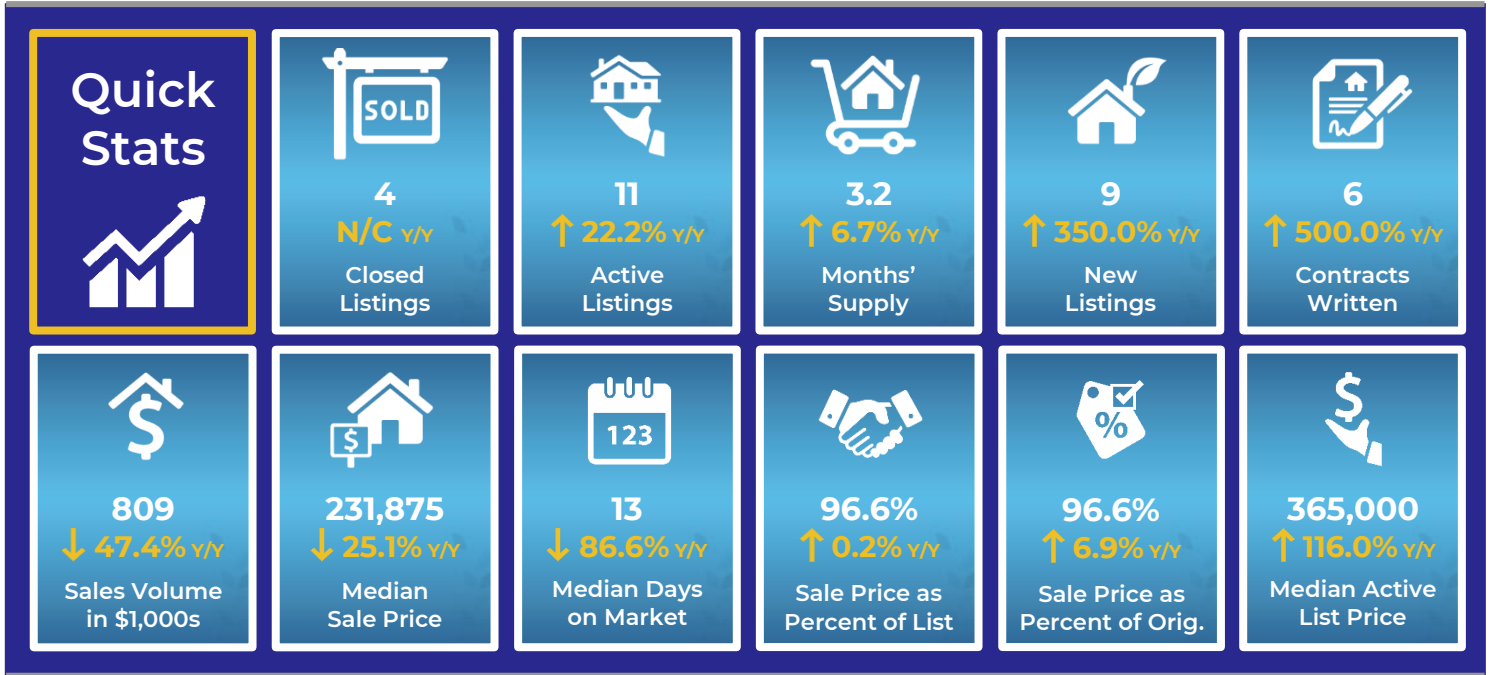 Quick
Stats
SOLD
4
N/C Y/Y
Closed
Listings
11
↑ 22.2% Y/Y
Active
Listings
3.2
↑ 6.7% Y/Y
Months’
Supply
9
↑ 350.0% Y/Y
New
Listings
6
↑ 500.0% Y/Y
Contracts
Written
$
809
↓ 47.4% Y/Y
Sales Volume
in $1,000s
$
231,875
↓ 25.1% Y/Y
Median
Sale Price
123
13
↓ 86.6% Y/Y
Median Days
on Market
96.6%
↑ 0.2% Y/Y
Sale Price as
Percent of List
%
96.6%
↑ 6.9% Y/Y
Sale Price as
Percent of Orig.
$
365,000
↑ 116.0% Y/Y
Median Active
List Price